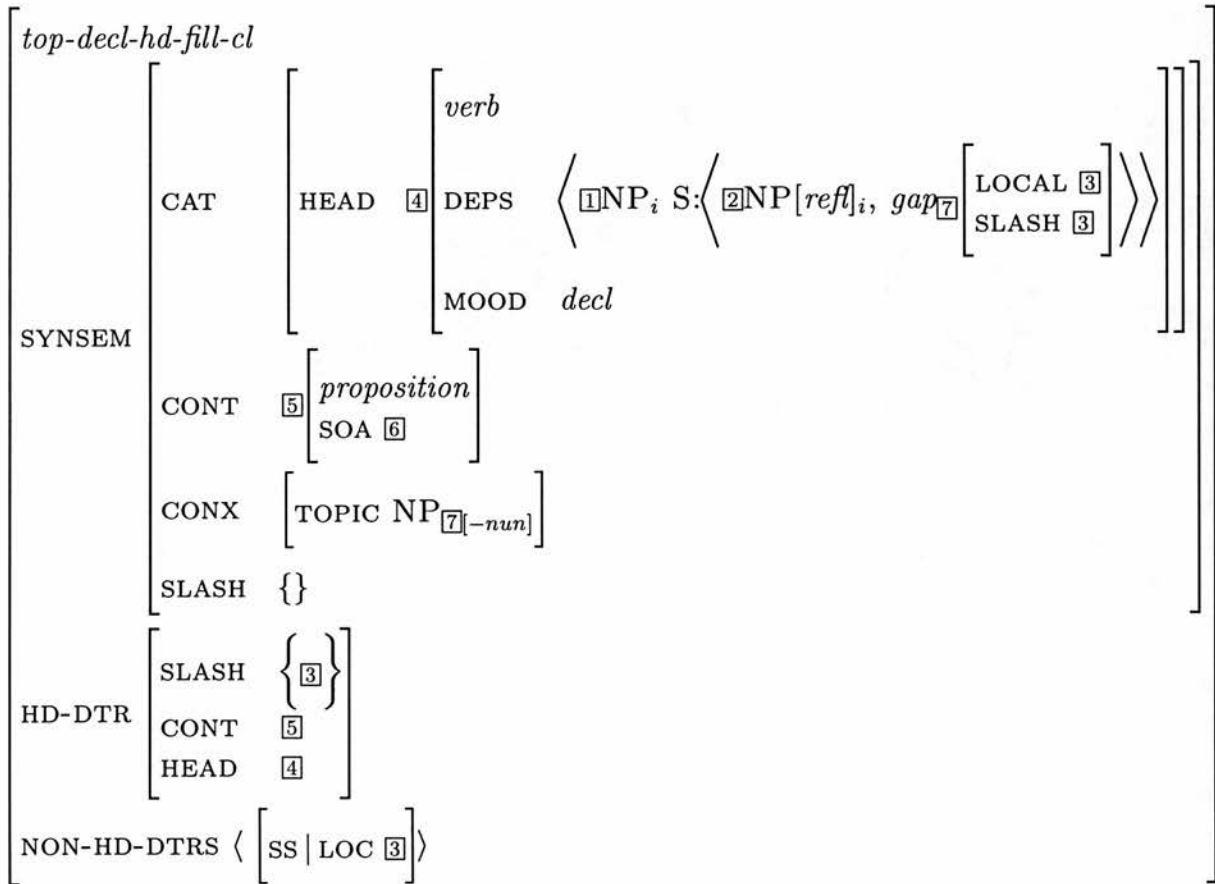 top-decl-hd-fill-cl
verb
CAT HEAD 4 DEPS ⟨ 1NP_i S:⟨ 2NP[refl]_i, gap_7 [LOCAL 3
SLASH 3] ⟩⟩
MOOD decl
SYNSEM
CONT 5 [proposition
SOA 6]
CONX [TOPIC NP_7[-nun]]
SLASH {}
SLASH {3}
HD-DTR CONT 5
HEAD 4
NON-HD-DTRS ⟨ [SS | LOC 3] ⟩